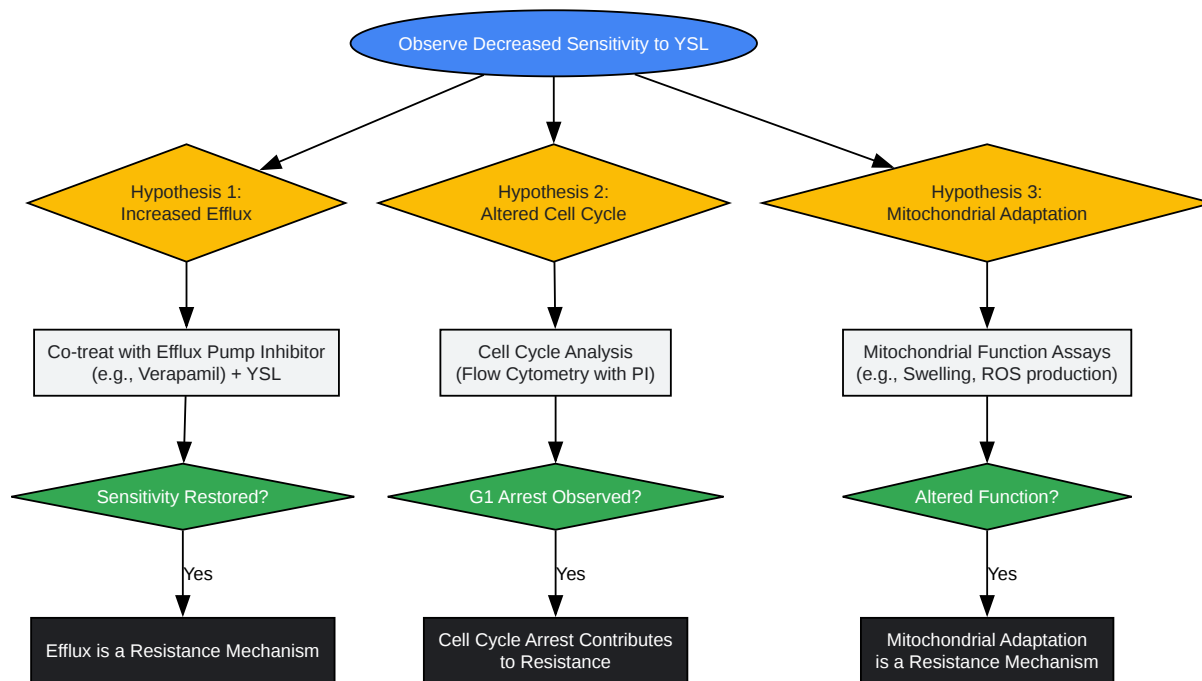 Observe Decreased Sensitivity to YSL
Hypothesis 1:
Increased Efflux
Hypothesis 2:
Altered Cell Cycle
Hypothesis 3:
Mitochondrial Adaptation
Co-treat with Efflux Pump Inhibitor
(e.g., Verapamil) + YSL
Cell Cycle Analysis
(Flow Cytometry with PI)
Mitochondrial Function Assays
(e.g., Swelling, ROS production)
Sensitivity Restored?
G1 Arrest Observed?
Altered Function?
Yes
Yes
Yes
Efflux is a Resistance Mechanism
Cell Cycle Arrest Contributes
to Resistance
Mitochondrial Adaptation
is a Resistance Mechanism